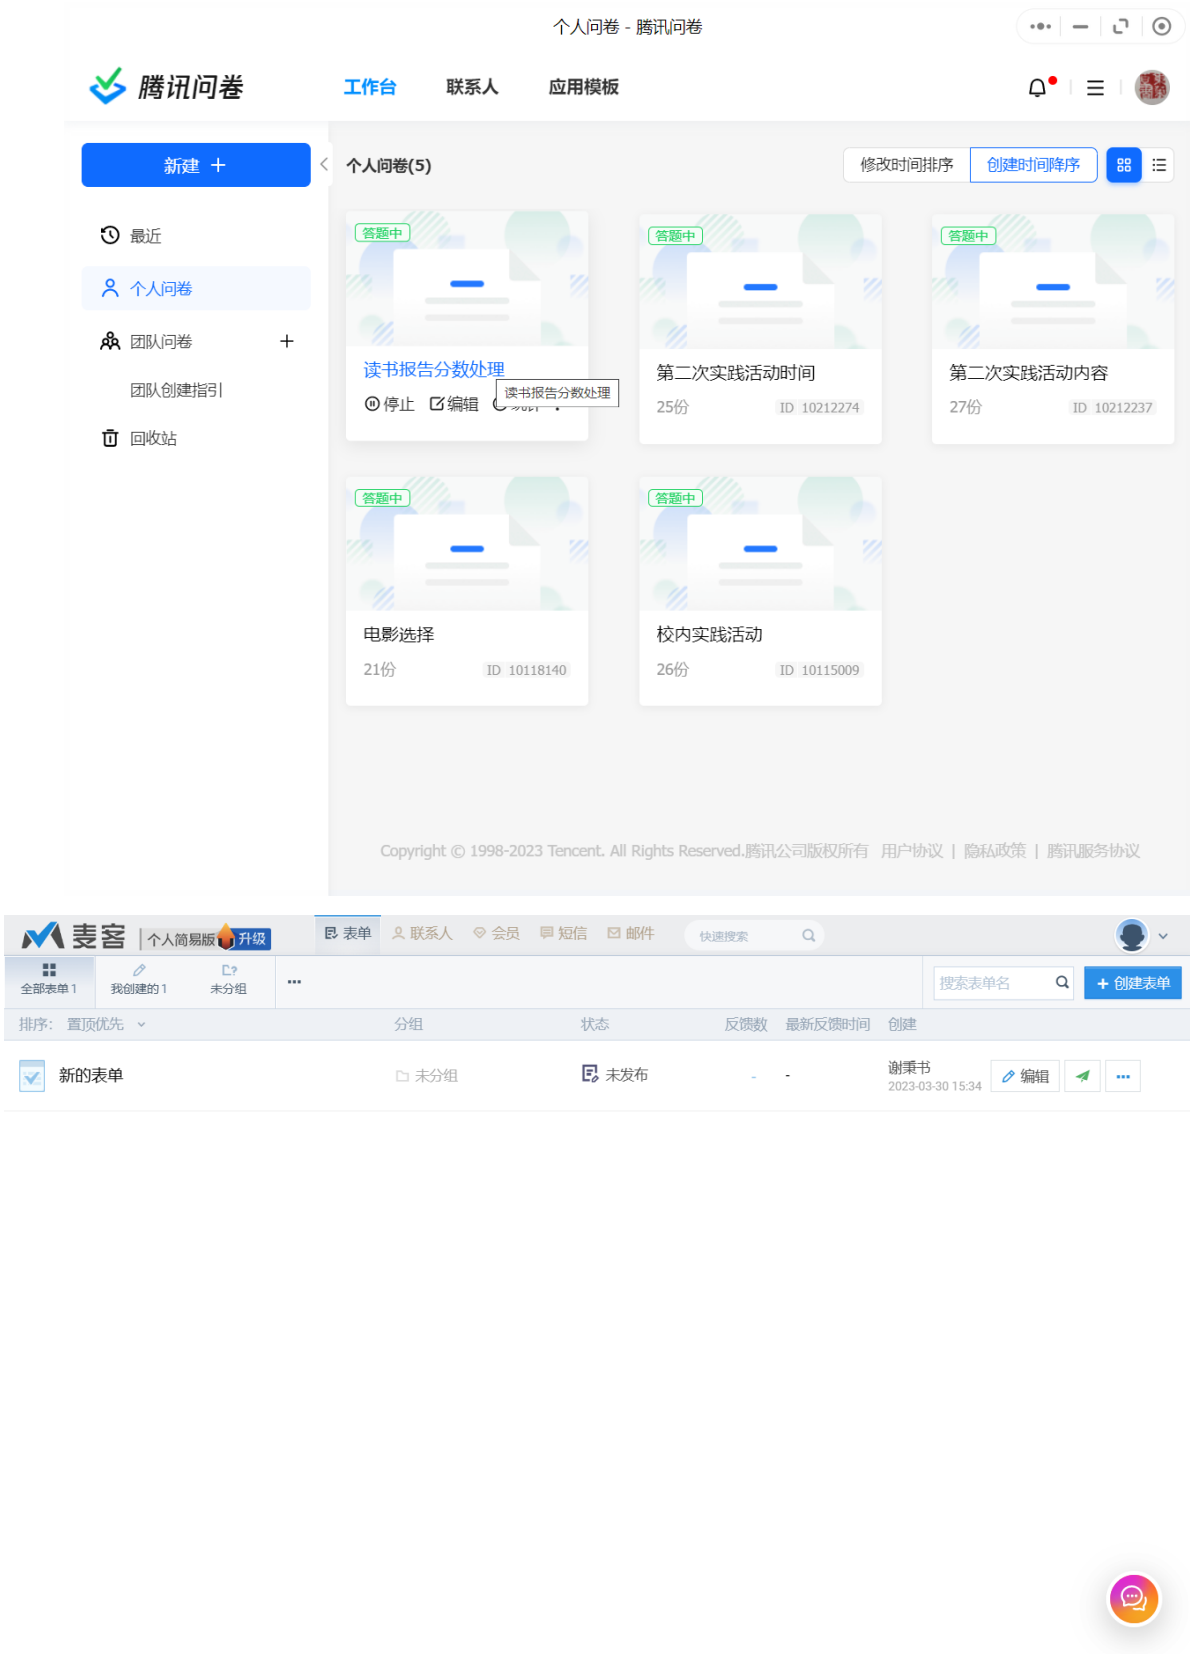 个人问卷 - 腾讯问卷
腾讯问卷 工作台 联系人 应用模板
新建 +
个人问卷(5) 修改时间排序 创建时间降序
最近
个人问卷
团队问卷 +
团队创建指引
回收站
答题中 答题中 答题中
读书报告分数处理 第二次实践活动时间 第二次实践活动内容
读书报告分数处理
停止 编辑
25份 ID 10212274 27份 ID 10212237
答题中 答题中
电影选择 校内实践活动
21份 ID 10118140 26份 ID 10115009
Copyright © 1998-2023 Tencent. All Rights Reserved.腾讯公司版权所有 用户协议 | 隐私政策 | 腾讯服务协议
麦客 | 个人简易版 升级 表单 联系人 会员 短信 邮件 快速搜索
全部表单 1 我创建的 1 未分组 ••• 搜索表单名 + 创建表单
排序: 置顶优先 分组 状态 反馈数 最新反馈时间 创建
新的表单 未分组 未发布 - - 谢秉书 编辑 •••
2023-03-30 15:34